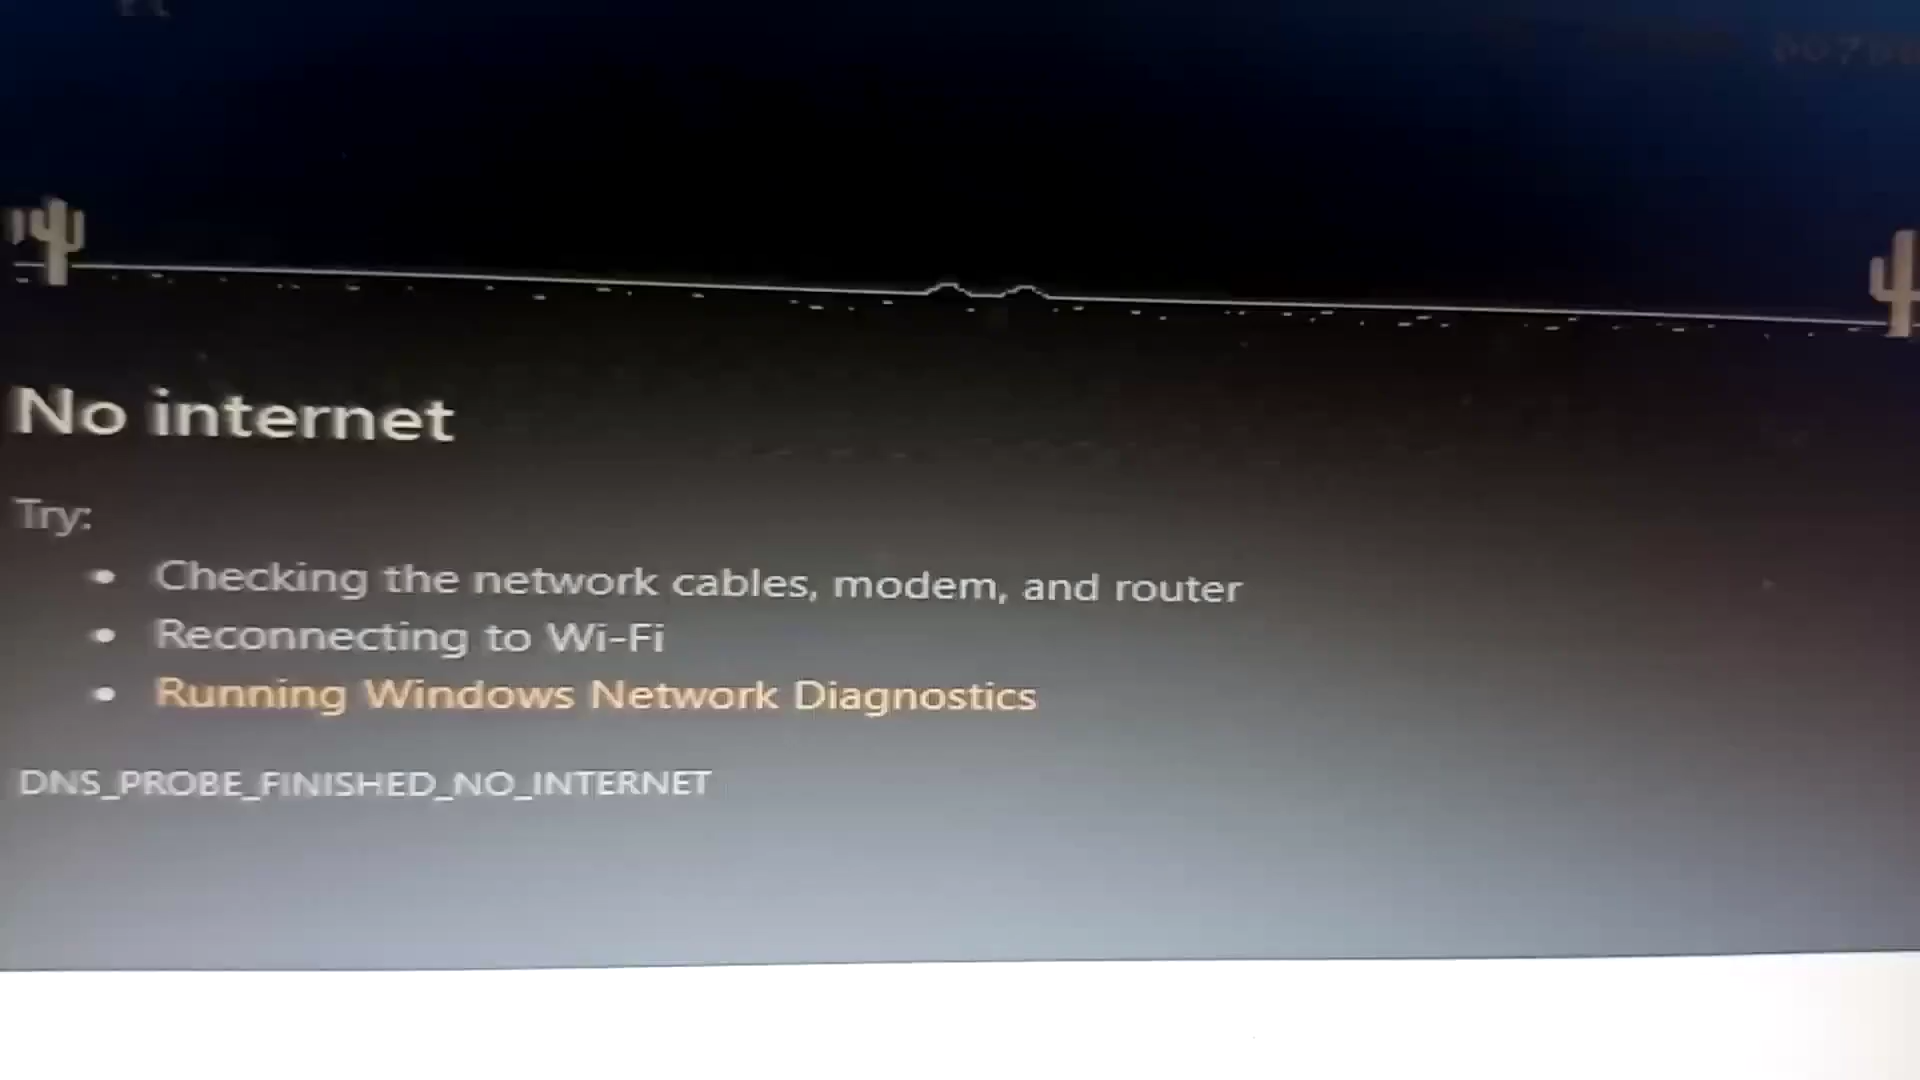 No internet
Try:
• Checking the network cables, modem, and router
• Reconnecting to Wi-Fi
• Running Windows Network Diagnostics
DNS_PROBE_FINISHED_NO_INTERNET